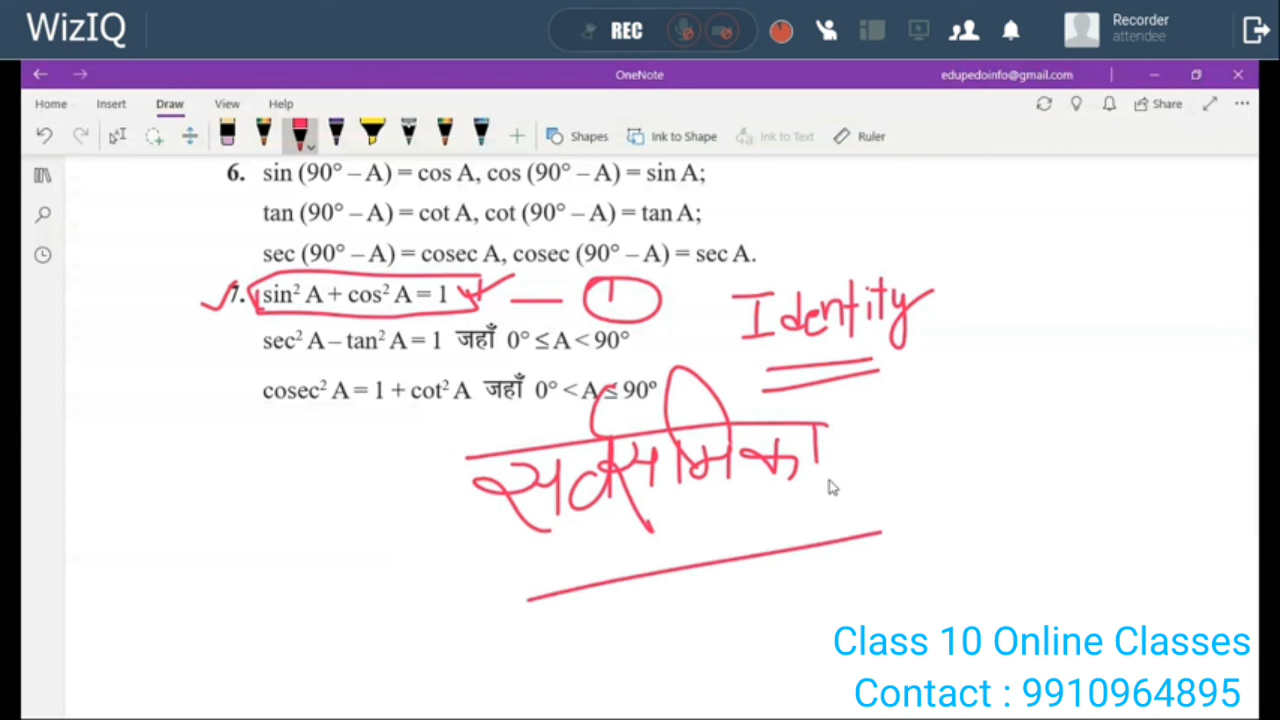 WizIQ
REC
Recorder
attendee
OneNote
edupedoinfo@gmail.com
Home Insert Draw View Help
Share
Shapes Ink to Shape Ink to Text Ruler
6. sin (90° – A) = cos A, cos (90° – A) = sin A;
tan (90° – A) = cot A, cot (90° – A) = tan A;
sec (90° – A) = cosec A, cosec (90° – A) = sec A.
7. sin² A + cos² A = 1 — 1
Identity
sec² A – tan² A = 1 जहाँ 0° ≤ A < 90°
cosec² A = 1 + cot² A जहाँ 0° < A ≤ 90°
सर्वसमिका
Class 10 Online Classes
Contact : 9910964895